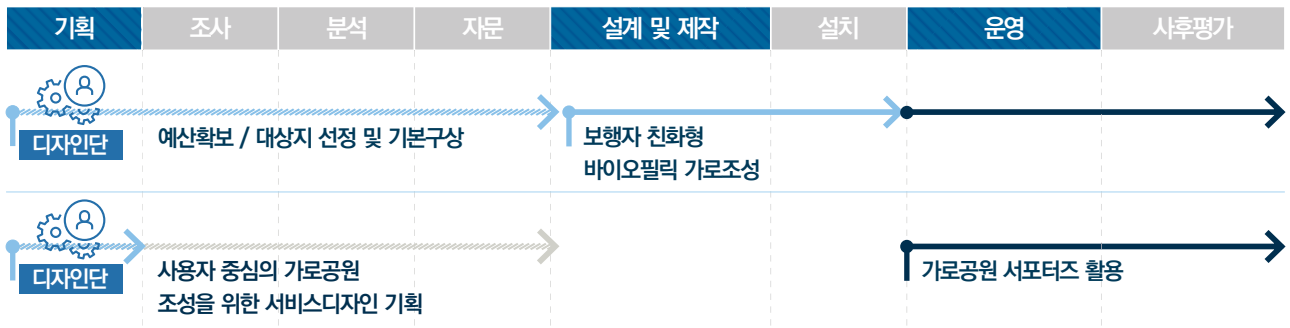 기획 조사 분석 자문 설계 및 제작 설치 운영 사후평가
디자인단
예산확보 / 대상지 선정 및 기본구상
보행자 친화형
바이오필릭 가로조성
디자인단
사용자 중심의 가로공원
조성을 위한 서비스디자인 기획
가로공원 서포터즈 활용